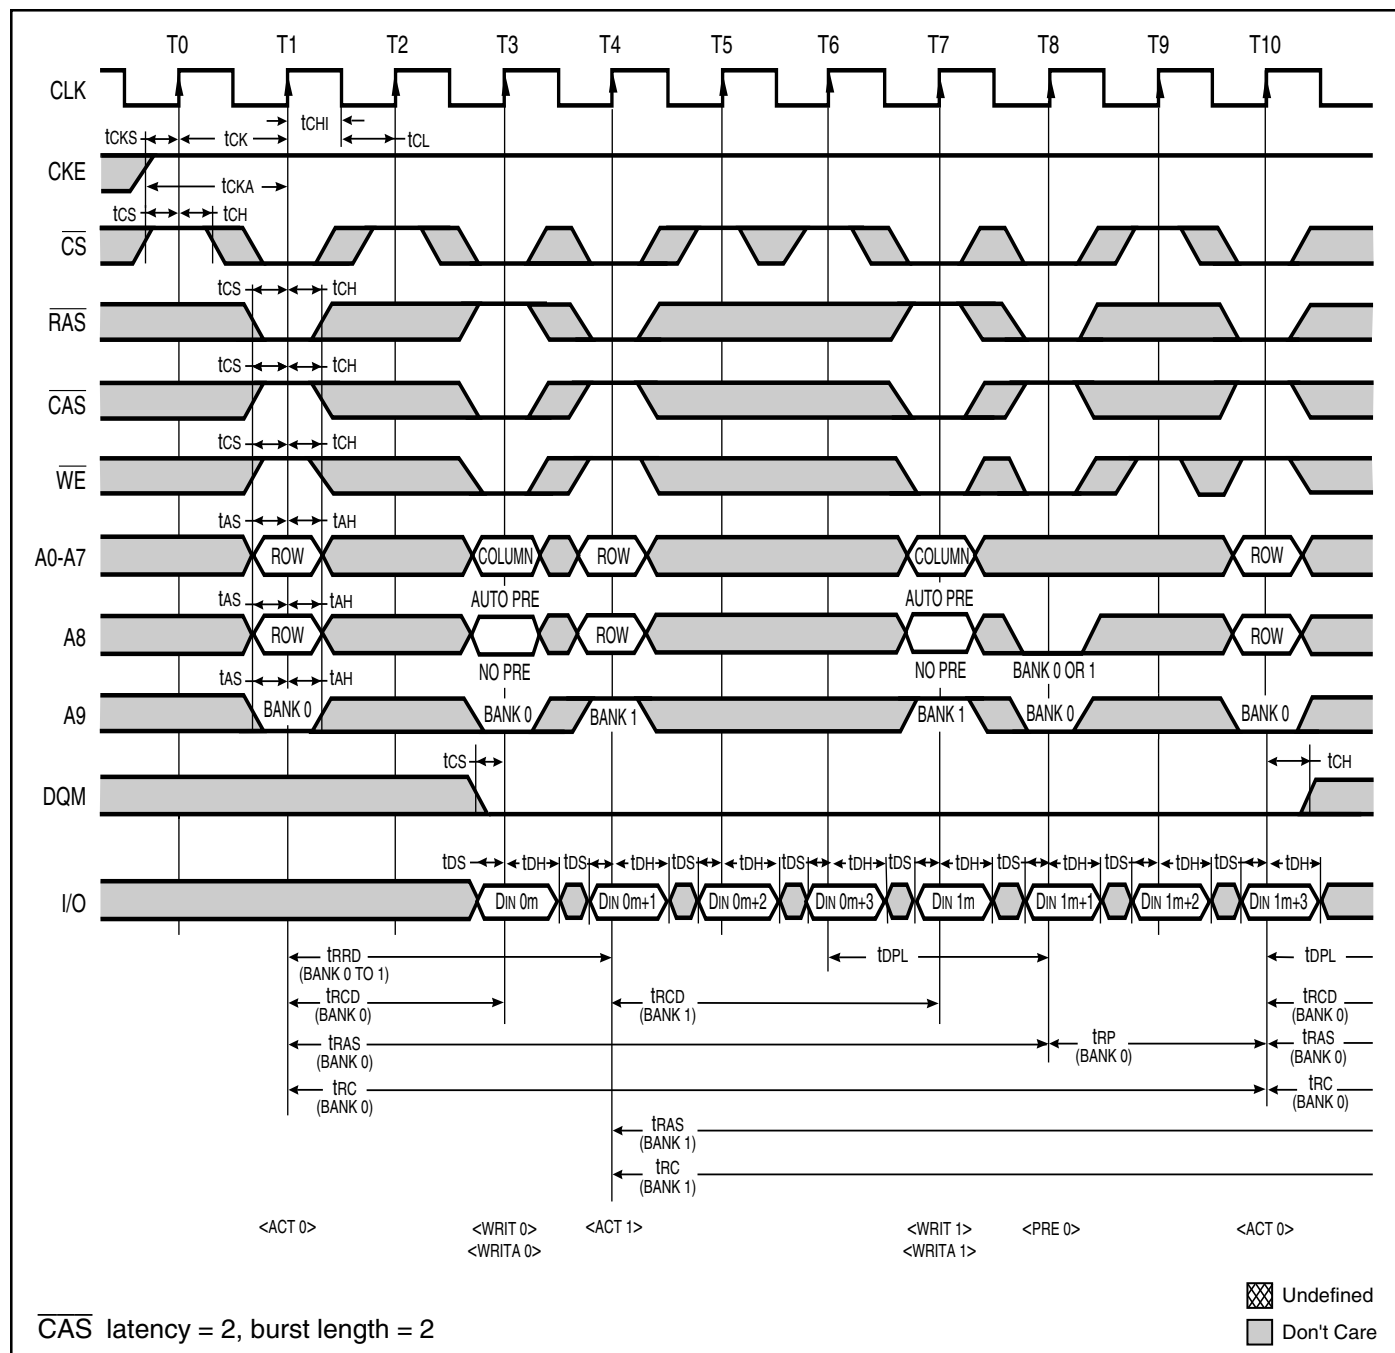 T0 T1 T2 T3 T4 T5 T6 T7 T8 T9 T10
CLK
tCHI
tCKS tCK tCL
CKE
tCKA
tCS tCH
CS
tCS tCH
RAS
tCS tCH
CAS
tCS tCH
WE
tAS tAH
A0-A7 ROW COLUMN ROW COLUMN ROW
tAS tAH AUTO PRE AUTO PRE
A8 ROW ROW ROW
NO PRE NO PRE BANK 0 OR 1
tAS tAH
A9 BANK 0 BANK 0 BANK 1 BANK 1 BANK 0 BANK 0
tCS tCH
DQM
tDS tDH tDS tDH tDS tDH tDS tDH tDS tDH tDS tDH tDS tDH tDS tDH
I/O DIN 0m DIN 0m+1 DIN 0m+2 DIN 0m+3 DIN 1m DIN 1m+1 DIN 1m+2 DIN 1m+3
tRRD tDPL tDPL
(BANK 0 TO 1)
tRCD tRCD tRCD
(BANK 0) (BANK 1) (BANK 0)
tRAS tRP tRAS
(BANK 0) (BANK 0) (BANK 0)
tRC tRC
(BANK 0) (BANK 0)
tRAS
(BANK 1)
tRC
(BANK 1)
<ACT 0> <WRIT 0> <ACT 1> <WRIT 1> <PRE 0> <ACT 0>
<WRITA 0> <WRITA 1>
Undefined
CAS latency = 2, burst length = 2
Don't Care